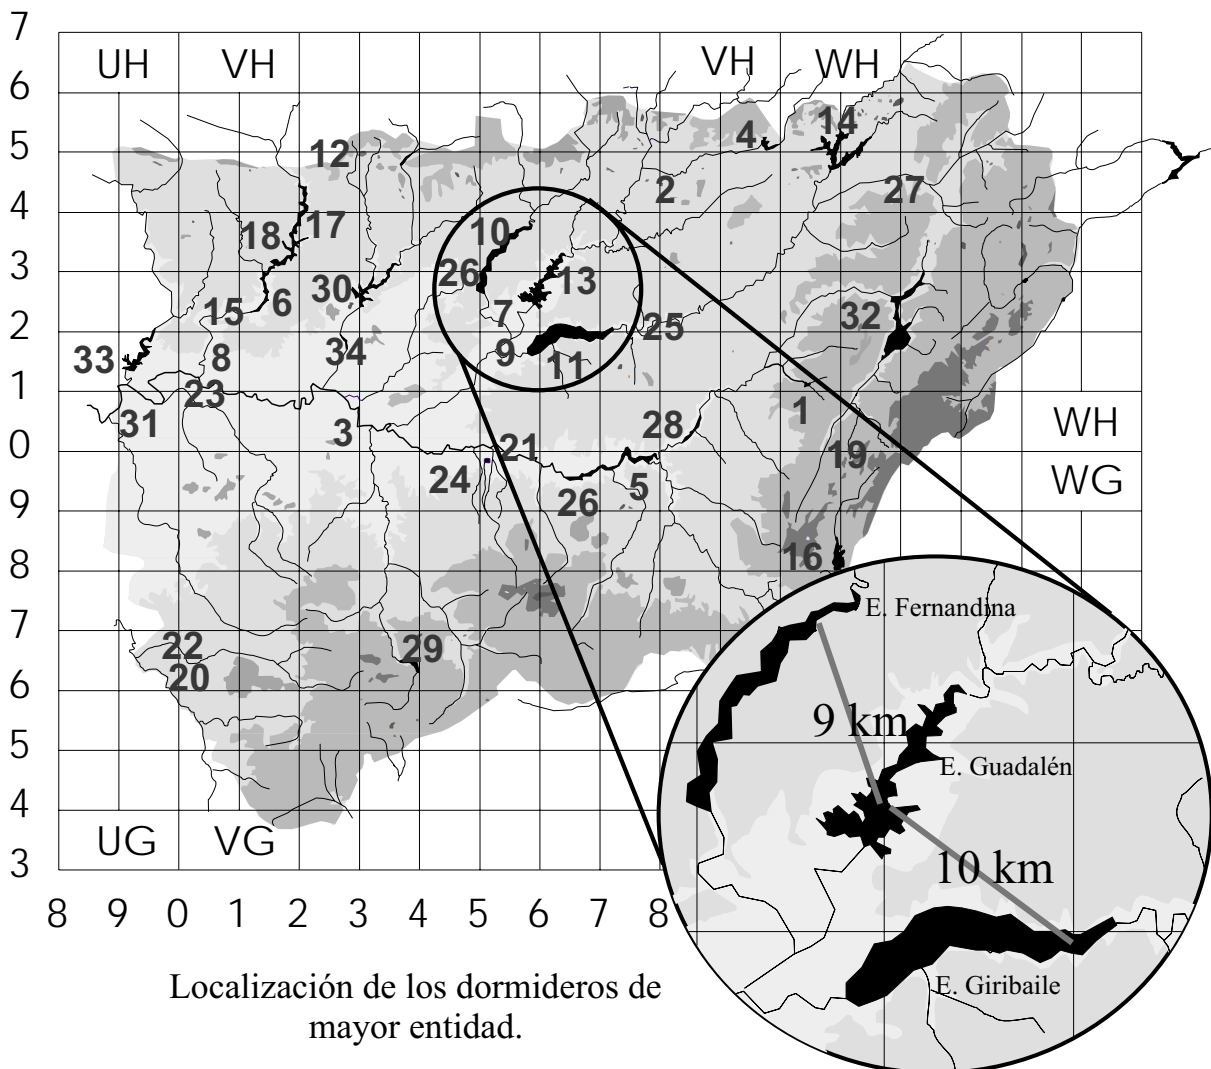 7
UH VH VH WH
6
4 14
5
12
2 27
4
18 17 10
3
26 13
30
15 6 7 32
25
2
33 8 34 9 11
1
23 1
31 3 28 WH
0
21 19
24 5 WG
26
9
16
8
E. Fernandina
7
22 29
20
6
9 km
5
E. Guadalén
4
UG VG
10 km
3
8 9 0 1 2 3 4 5 6 7 8
E. Giribaile
Localización de los dormideros de
mayor entidad.